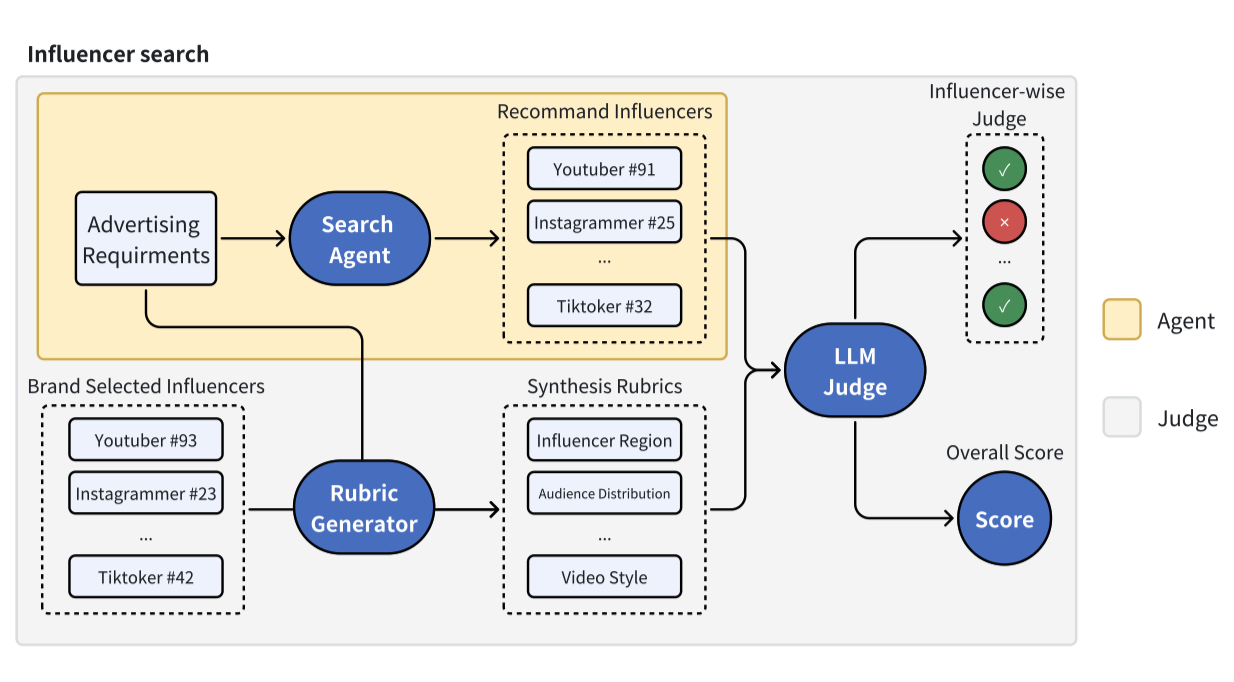 Influencer search
Recommand Influencers
Youtuber #91
Instagrammer #25
...
Tiktoker #32
Advertising
Requirments
Search
Agent
Influencer-wise
Judge
✓
×
...
✓
Brand Selected Influencers
Youtuber #93
Instagrammer #23
...
Tiktoker #42
Rubric
Generator
Synthesis Rubrics
Influencer Region
Audience Distribution
...
Video Style
LLM
Judge
Overall Score
Score
Agent
Judge